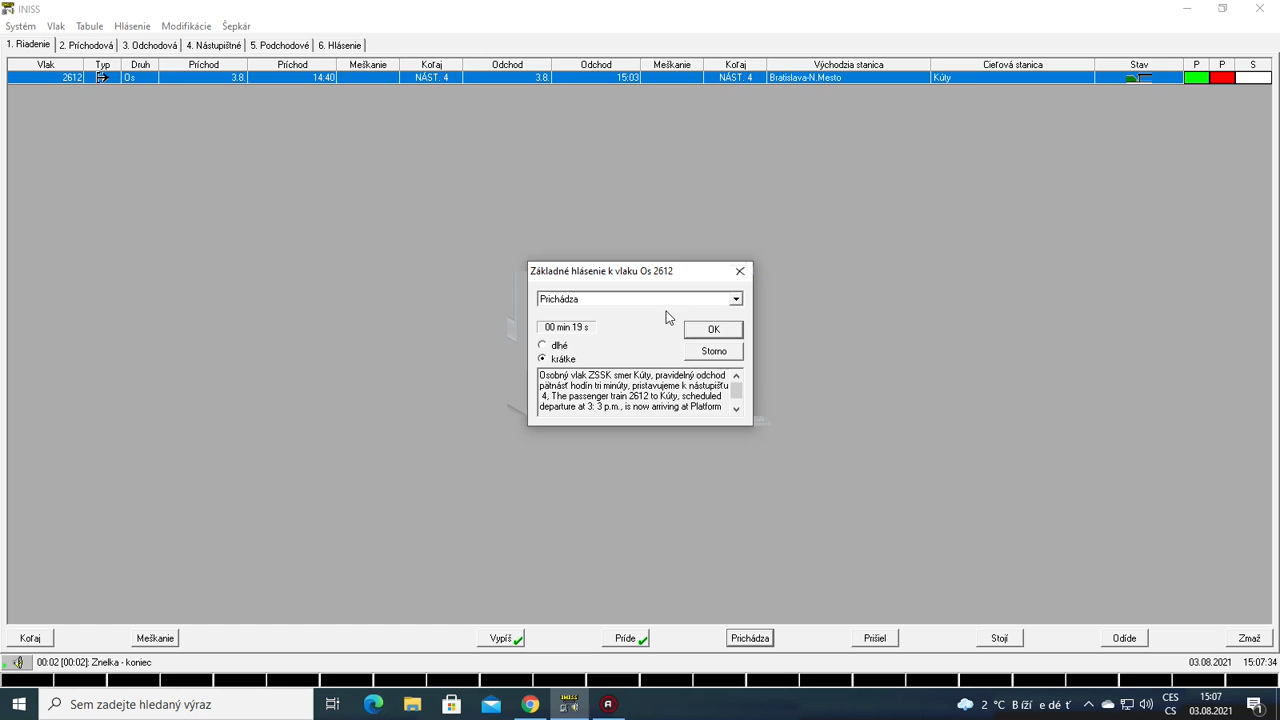 INISS
Systém Vlak Tabule Hlásenie Modifikácie Šepkár
1. Riadenie 2. Príchodová 3. Odchodová 4. Nástupištné 5. Podchodové 6. Hlásenie
Vlak Typ Druh Príchod Príchod Meškanie Koľaj Odchod Odchod Meškanie Koľaj Východzia stanica Cieľová stanica Stav P P S
2612 Os 3.8. 14:40 NÁST. 4 3.8. 15:03 NÁST. 4 Bratislava-N.Mesto Kúty
Základné hlásenie k vlaku Os 2612
Prichádza
00 min 19 s
OK
dlhé
Storno
krátke
Osobný vlak ZSSK smer Kúty, pravidelný odchod
pätnásť hodín tri minúty, pristavujeme k nástupišťu
4, The passenger train 2612 to Kúty, scheduled
departure at 3: 3 p.m., is now arriving at Platform
Koľaj Meškanie Vypíš Príde Prichádza Prišiel Stojí Odíde Zmaž
00:02 [00:02]: Znelka - koniec 03.08.2021 15:07:34
Sem zadejte hledaný výraz INISS 2 °C CES 15:07
CS 03.08.2021 1